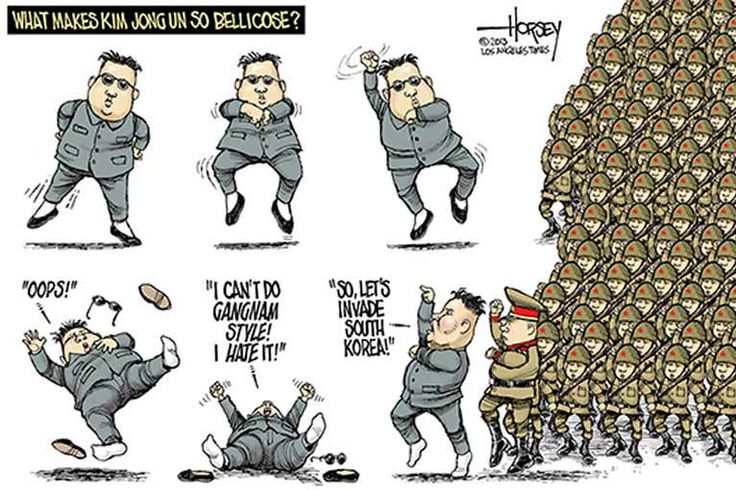 WHAT MAKES KIM JONG UN SO BELLICOSE?
HORSEY
©2013
LOS ANGELES TIMES
"OOPS!"
"I CAN'T DO
GANGNAM
STYLE!
I HATE IT!"
"SO, LET'S
INVADE
SOUTH
KOREA!"